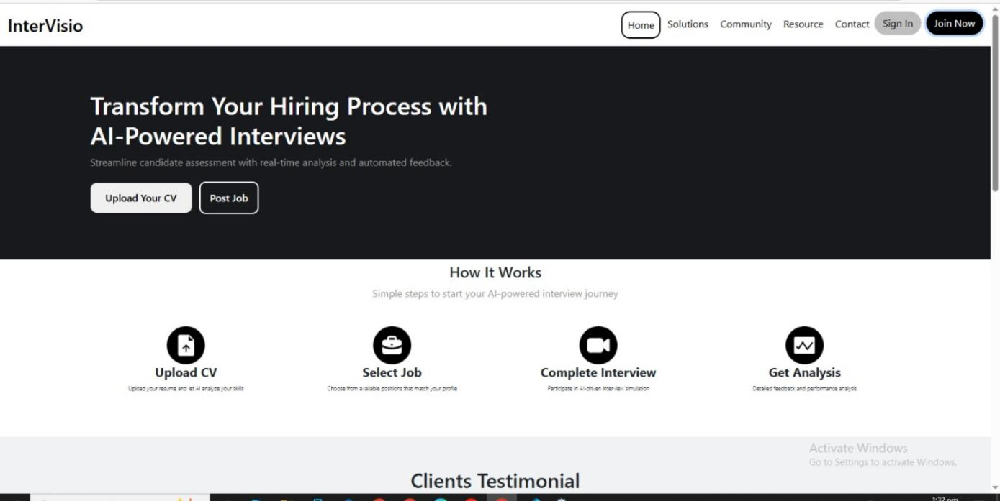 InterVisio
Home Solutions Community Resource Contact Sign In Join Now
Transform Your Hiring Process with
AI-Powered Interviews
Streamline candidate assessment with real-time analysis and automated feedback.
Upload Your CV Post Job
How It Works
Simple steps to start your AI-powered interview journey
Upload CV Select Job Complete Interview Get Analysis
Upload your resume and let AI analyze your skills Choose from available positions that match your profile Participate in AI-driven interview simulation Detailed feedback and performance analysis
Activate Windows
Go to Settings to activate Windows.
Clients Testimonial
1:32 pm